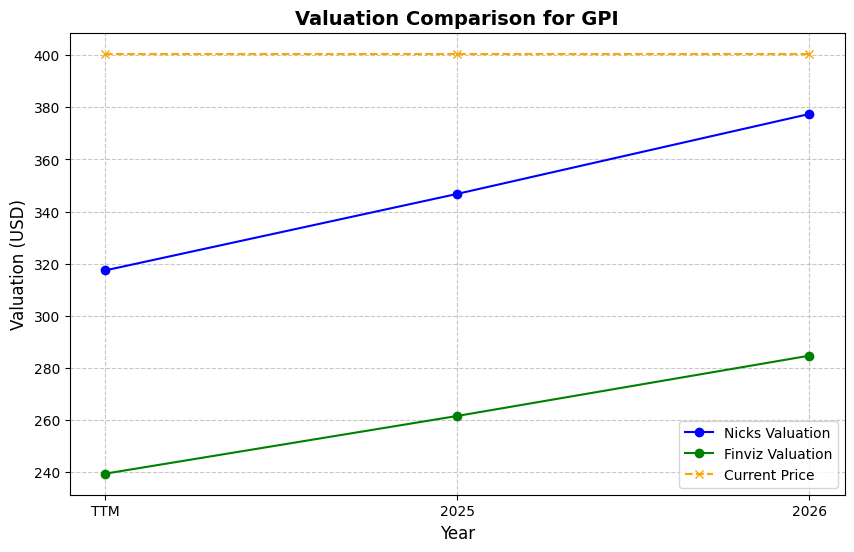 Valuation Comparison for GPI
Valuation (USD)
400
380
360
340
320
300
280
260
240
TTM
2025
2026
Year
Nicks Valuation
Finviz Valuation
Current Price